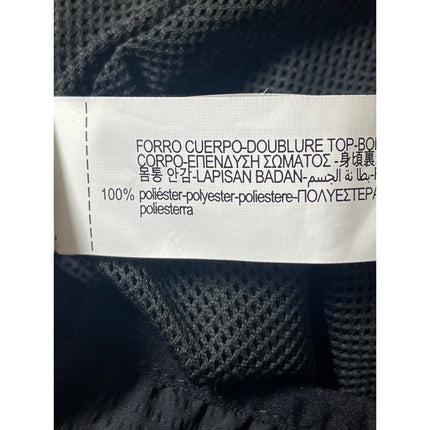 FORRO CUERPO-DOUBLURE TOP-BO
CORPO-ΕΠΕΝΔΥΣΗ ΣΩΜΑΤΟΣ -身頃裏
몸통 안감-LAPISAN BADAN-بطانة الجسم-
100% poliéster-polyester-poliestere-ΠΟΛΥΕΣΤΕΡΑ
poliesterra